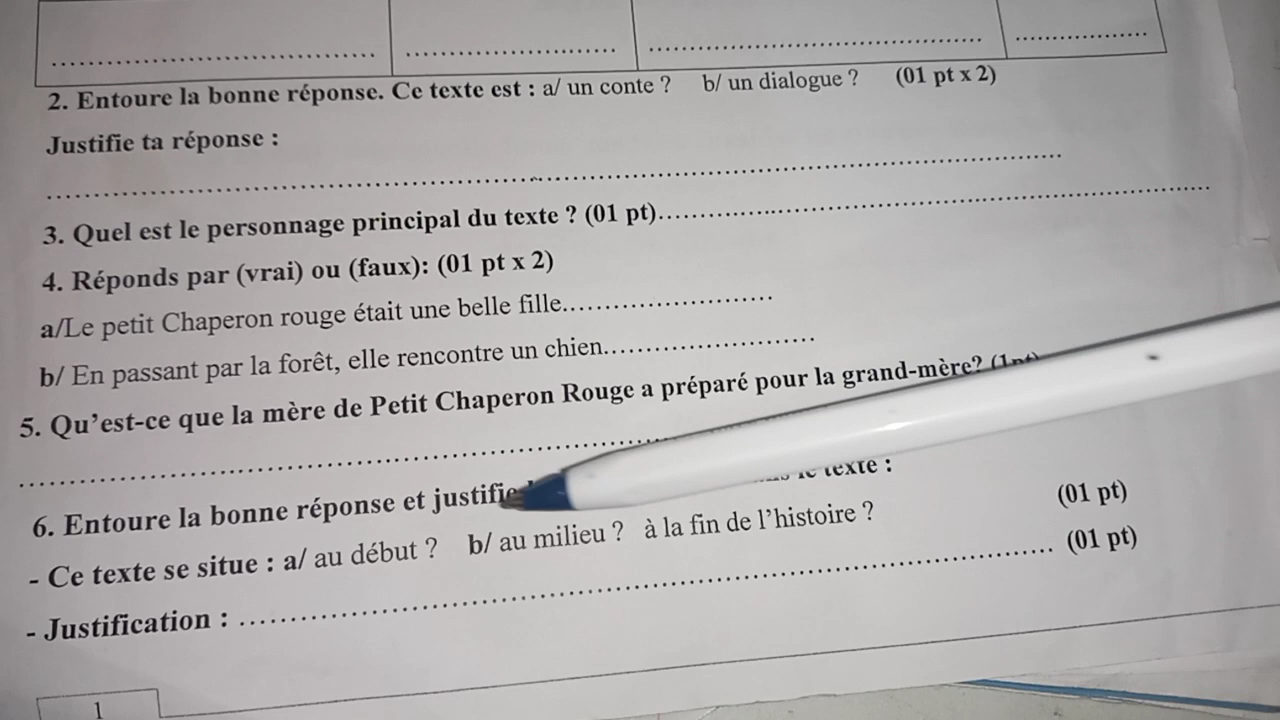 2. Entoure la bonne réponse. Ce texte est : a/ un conte ? b/ un dialogue ? (01 pt x 2)
Justifie ta réponse :
3. Quel est le personnage principal du texte ? (01 pt)
4. Réponds par (vrai) ou (faux): (01 pt x 2)
a/Le petit Chaperon rouge était une belle fille
b/ En passant par la forêt, elle rencontre un chien
5. Qu'est-ce que la mère de Petit Chaperon Rouge a préparé pour la grand-mère? (1pt)
6. Entoure la bonne réponse et justifie le texte :
- Ce texte se situe : a/ au début ? b/ au milieu ? à la fin de l'histoire ? (01 pt)
- Justification : (01 pt)
1